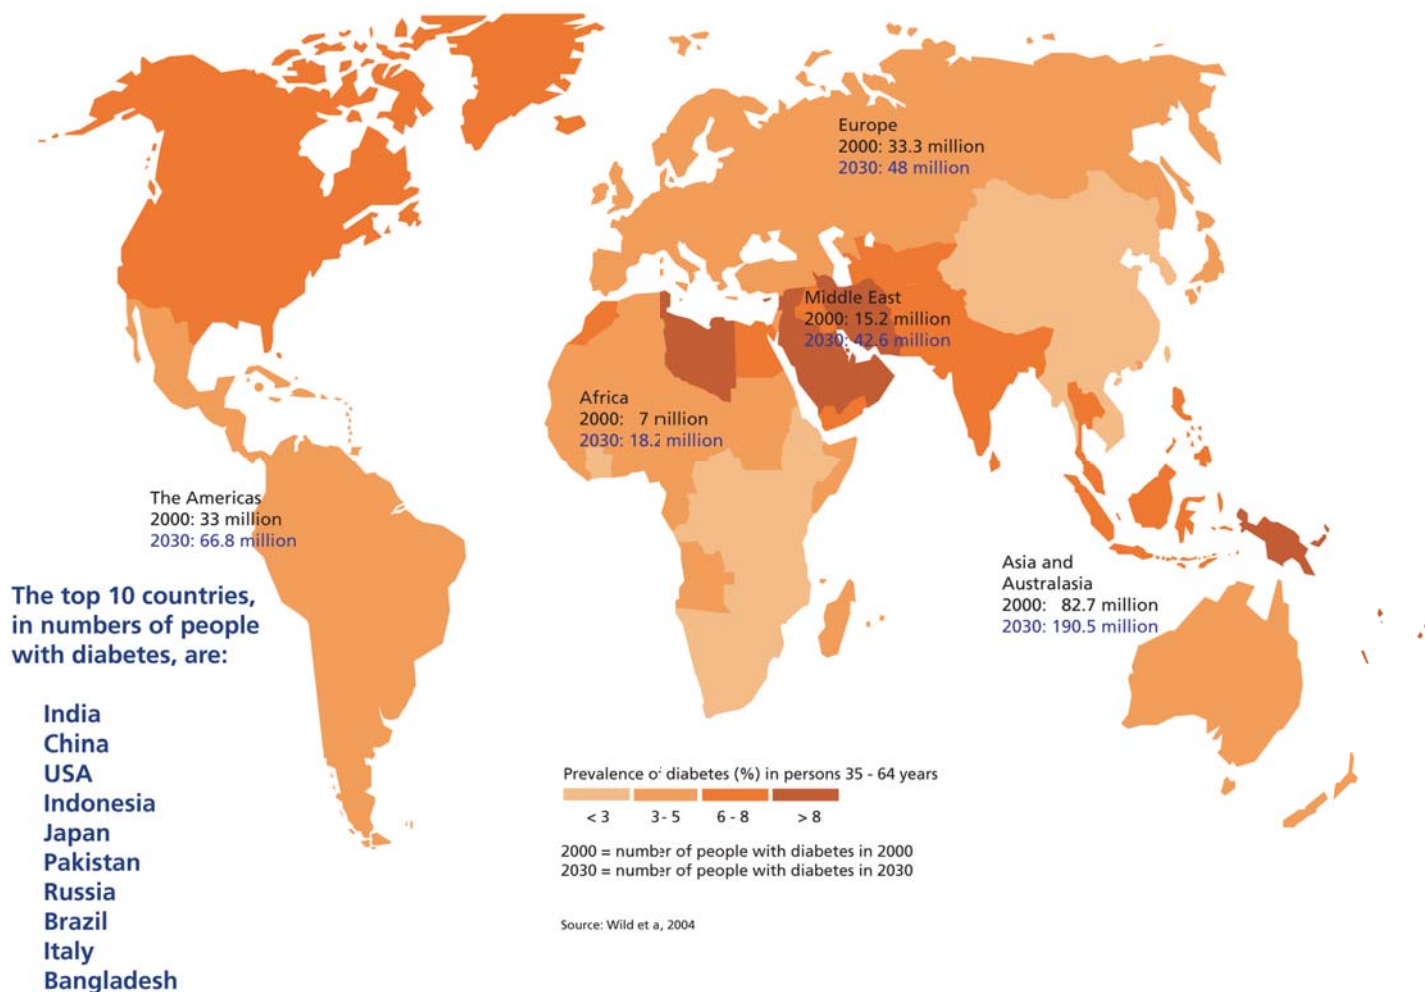 Europe
2000: 33.3 million
2030: 48 million
Middle East
2000: 15.2 million
2030: 42.6 million
Africa
2000: 7 million
2030: 18.2 million
The Americas
2000: 33 million
2030: 66.8 million
Asia and
Australasia
2000: 82.7 million
2030: 190.5 million
The top 10 countries,
in numbers of people
with diabetes, are:
India
China
USA
Indonesia
Japan
Pakistan
Russia
Brazil
Italy
Bangladesh
Prevalence of diabetes (%) in persons 35 - 64 years
< 3 3 - 5 6 - 8 > 8
2000 = number of people with diabetes in 2000
2030 = number of people with diabetes in 2030
Source: Wild et a, 2004